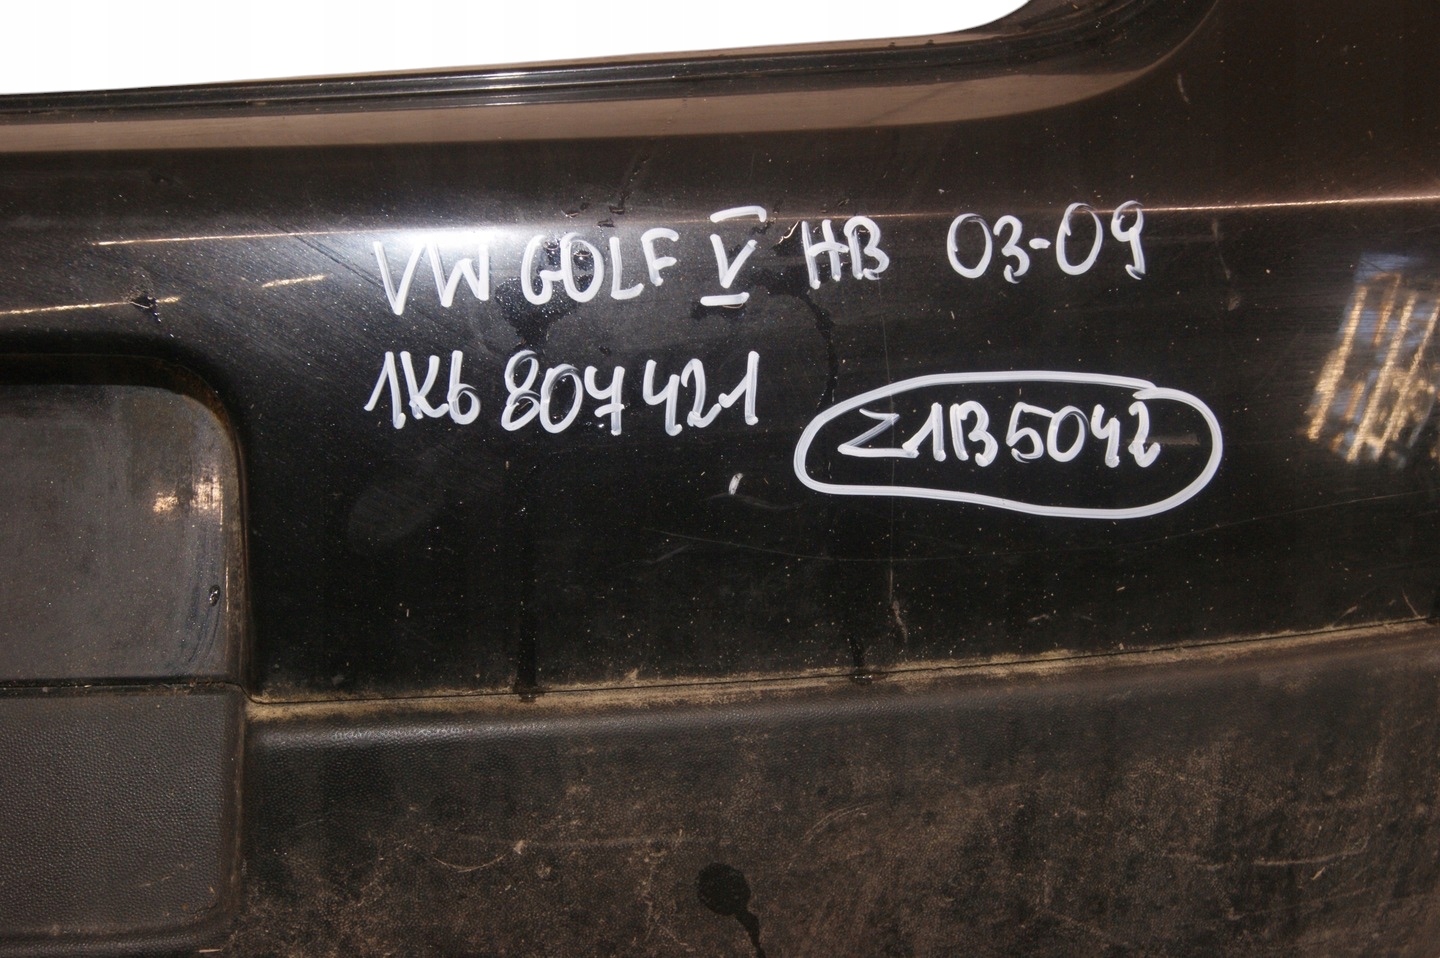 VW GOLF V HB 03-09
1K6 807 421
Z1B5042